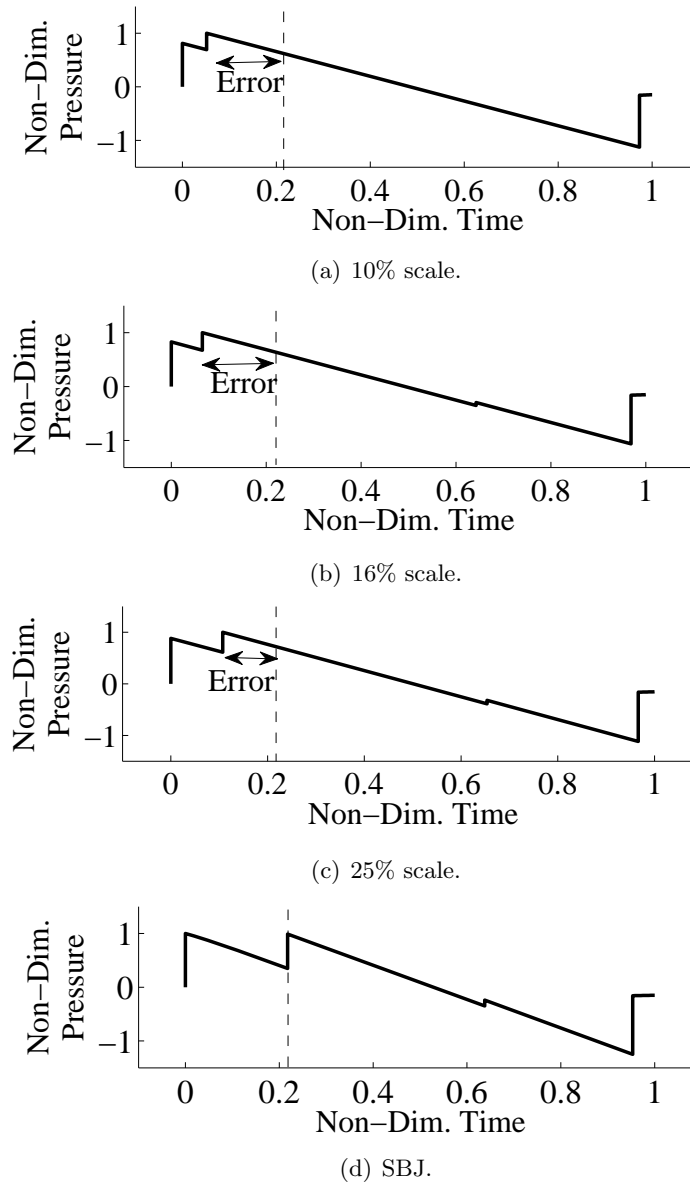 Non−Dim.
Pressure
1
0
−1
Error
0 0.2 0.4 0.6 0.8 1
Non−Dim. Time
(a) 10% scale.
Non−Dim.
Pressure
1
0
−1
Error
0 0.2 0.4 0.6 0.8 1
Non−Dim. Time
(b) 16% scale.
Non−Dim.
Pressure
1
0
−1
Error
0 0.2 0.4 0.6 0.8 1
Non−Dim. Time
(c) 25% scale.
Non−Dim.
Pressure
1
0
−1
0 0.2 0.4 0.6 0.8 1
Non−Dim. Time
(d) SBJ.